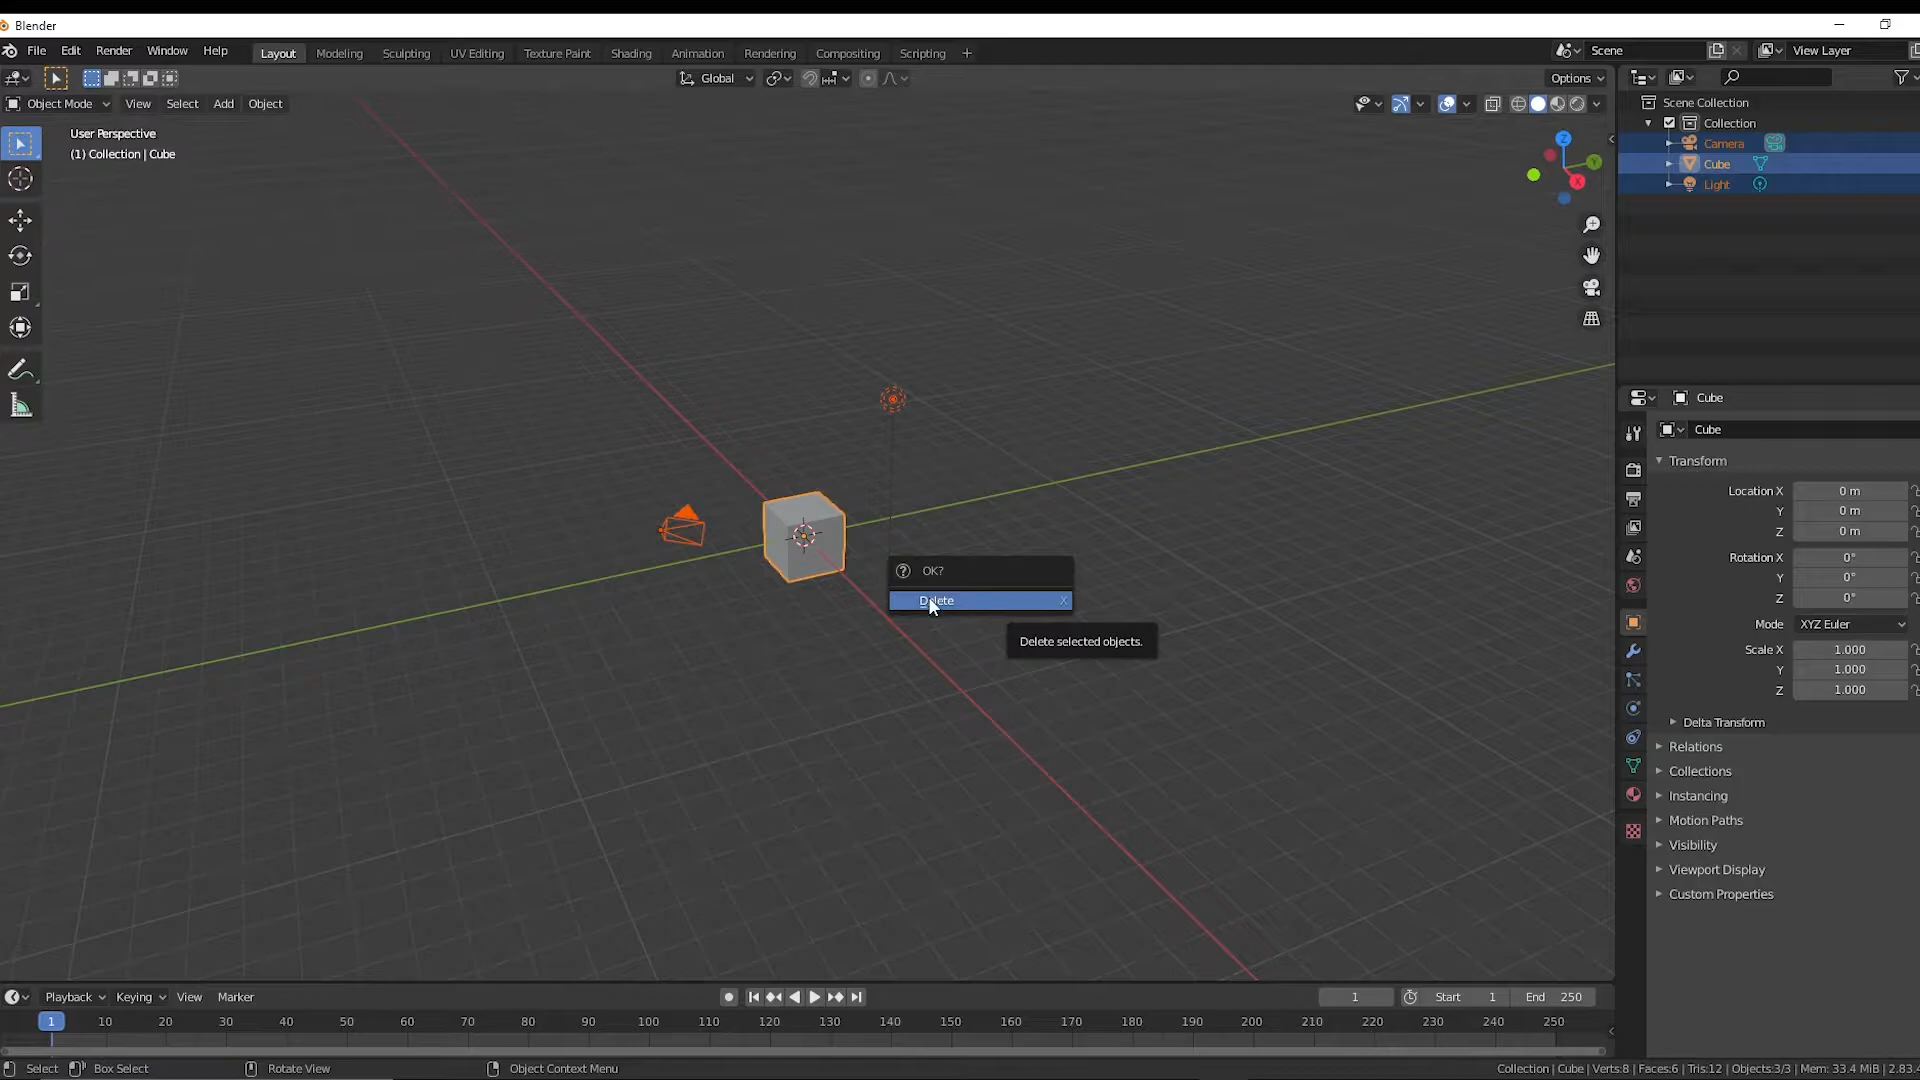 Blender
File Edit Render Window Help Layout Modeling Sculpting UV Editing Texture Paint Shading Animation Rendering Compositing Scripting + Scene View Layer
Global Options
Object Mode View Select Add Object
User Perspective
(1) Collection | Cube
Z
Y
X
Scene Collection
Collection
Camera
Cube
Light
OK?
Delete X
Delete selected objects.
Cube
Cube
Transform
Location X 0 m
Y 0 m
Z 0 m
Rotation X 0°
Y 0°
Z 0°
Mode XYZ Euler
Scale X 1.000
Y 1.000
Z 1.000
Delta Transform
Relations
Collections
Instancing
Motion Paths
Visibility
Viewport Display
Custom Properties
Playback Keying View Marker 1 Start 1 End 250
1 10 20 30 40 50 60 70 80 90 100 110 120 130 140 150 160 170 180 190 200 210 220 230 240 250
Select Box Select Rotate View Object Context Menu Collection | Cube | Verts:8 | Faces:6 | Tris:12 | Objects:3/3 | Mem: 33.4 MiB | 2.83.4